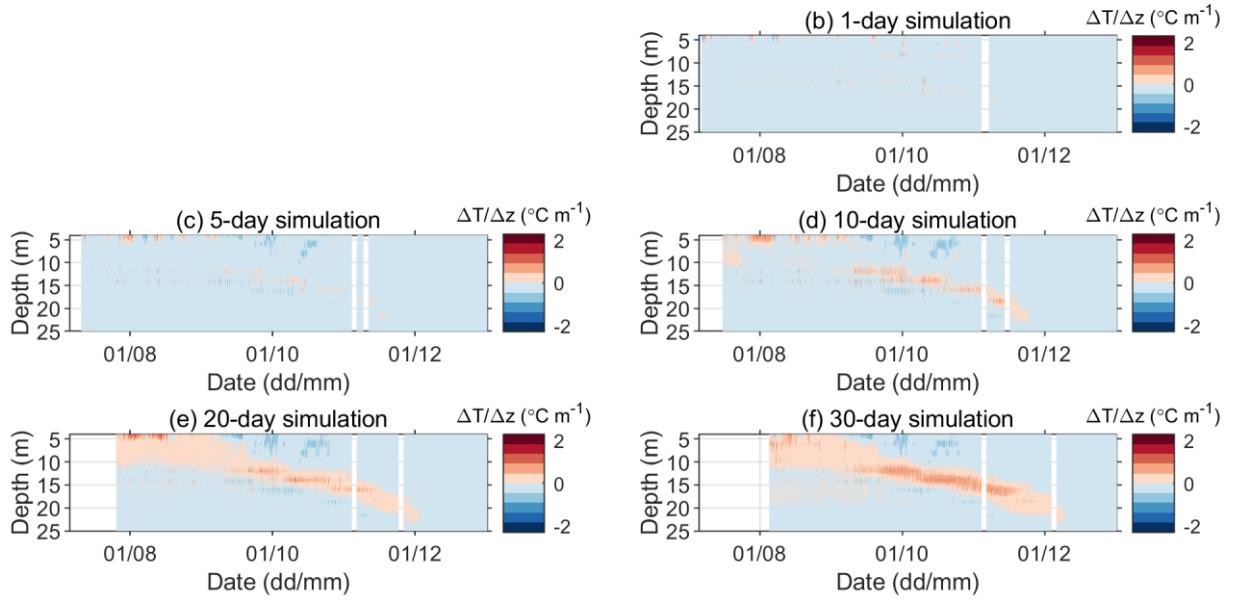 (b) 1-day simulation
ΔT/Δz (°C m⁻¹)
Depth (m)
5
10
15
20
25
01/08 01/10 01/12
Date (dd/mm)
2
0
-2
(c) 5-day simulation
ΔT/Δz (°C m⁻¹)
Depth (m)
5
10
15
20
25
01/08 01/10 01/12
Date (dd/mm)
2
0
-2
(d) 10-day simulation
ΔT/Δz (°C m⁻¹)
Depth (m)
5
10
15
20
25
01/08 01/10 01/12
Date (dd/mm)
2
0
-2
(e) 20-day simulation
ΔT/Δz (°C m⁻¹)
Depth (m)
5
10
15
20
25
01/08 01/10 01/12
Date (dd/mm)
2
0
-2
(f) 30-day simulation
ΔT/Δz (°C m⁻¹)
Depth (m)
5
10
15
20
25
01/08 01/10 01/12
Date (dd/mm)
2
0
-2